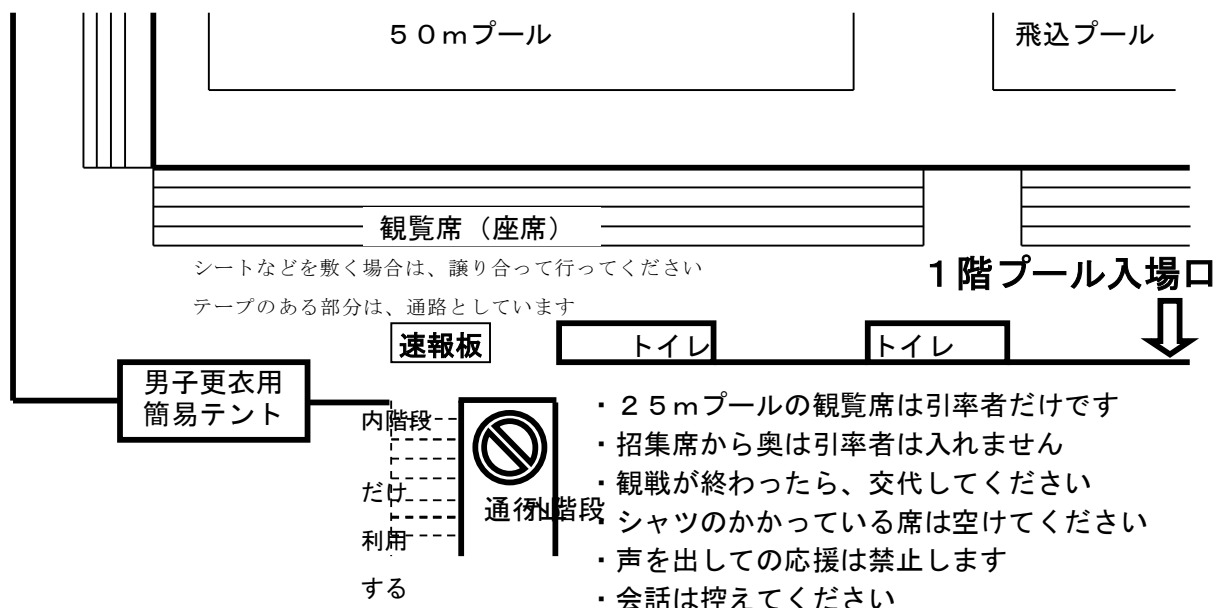 50mプール
飛込プール
観覧席(座席)
シートなどを敷く場合は、譲り合って行ってください
テープのある部分は、通路としています
1階プール入場口
速報板
トイレ
トイレ
男子更衣用
簡易テント
内階段
だけ
利用
する
階段
・25mプールの観覧席は引率者だけです
・招集席から奥は引率者は入れません
・観戦が終わったら、交代してください
・シャツのかかっている席は空けてください
・声を出しての応援は禁止します
・会話は控えてください